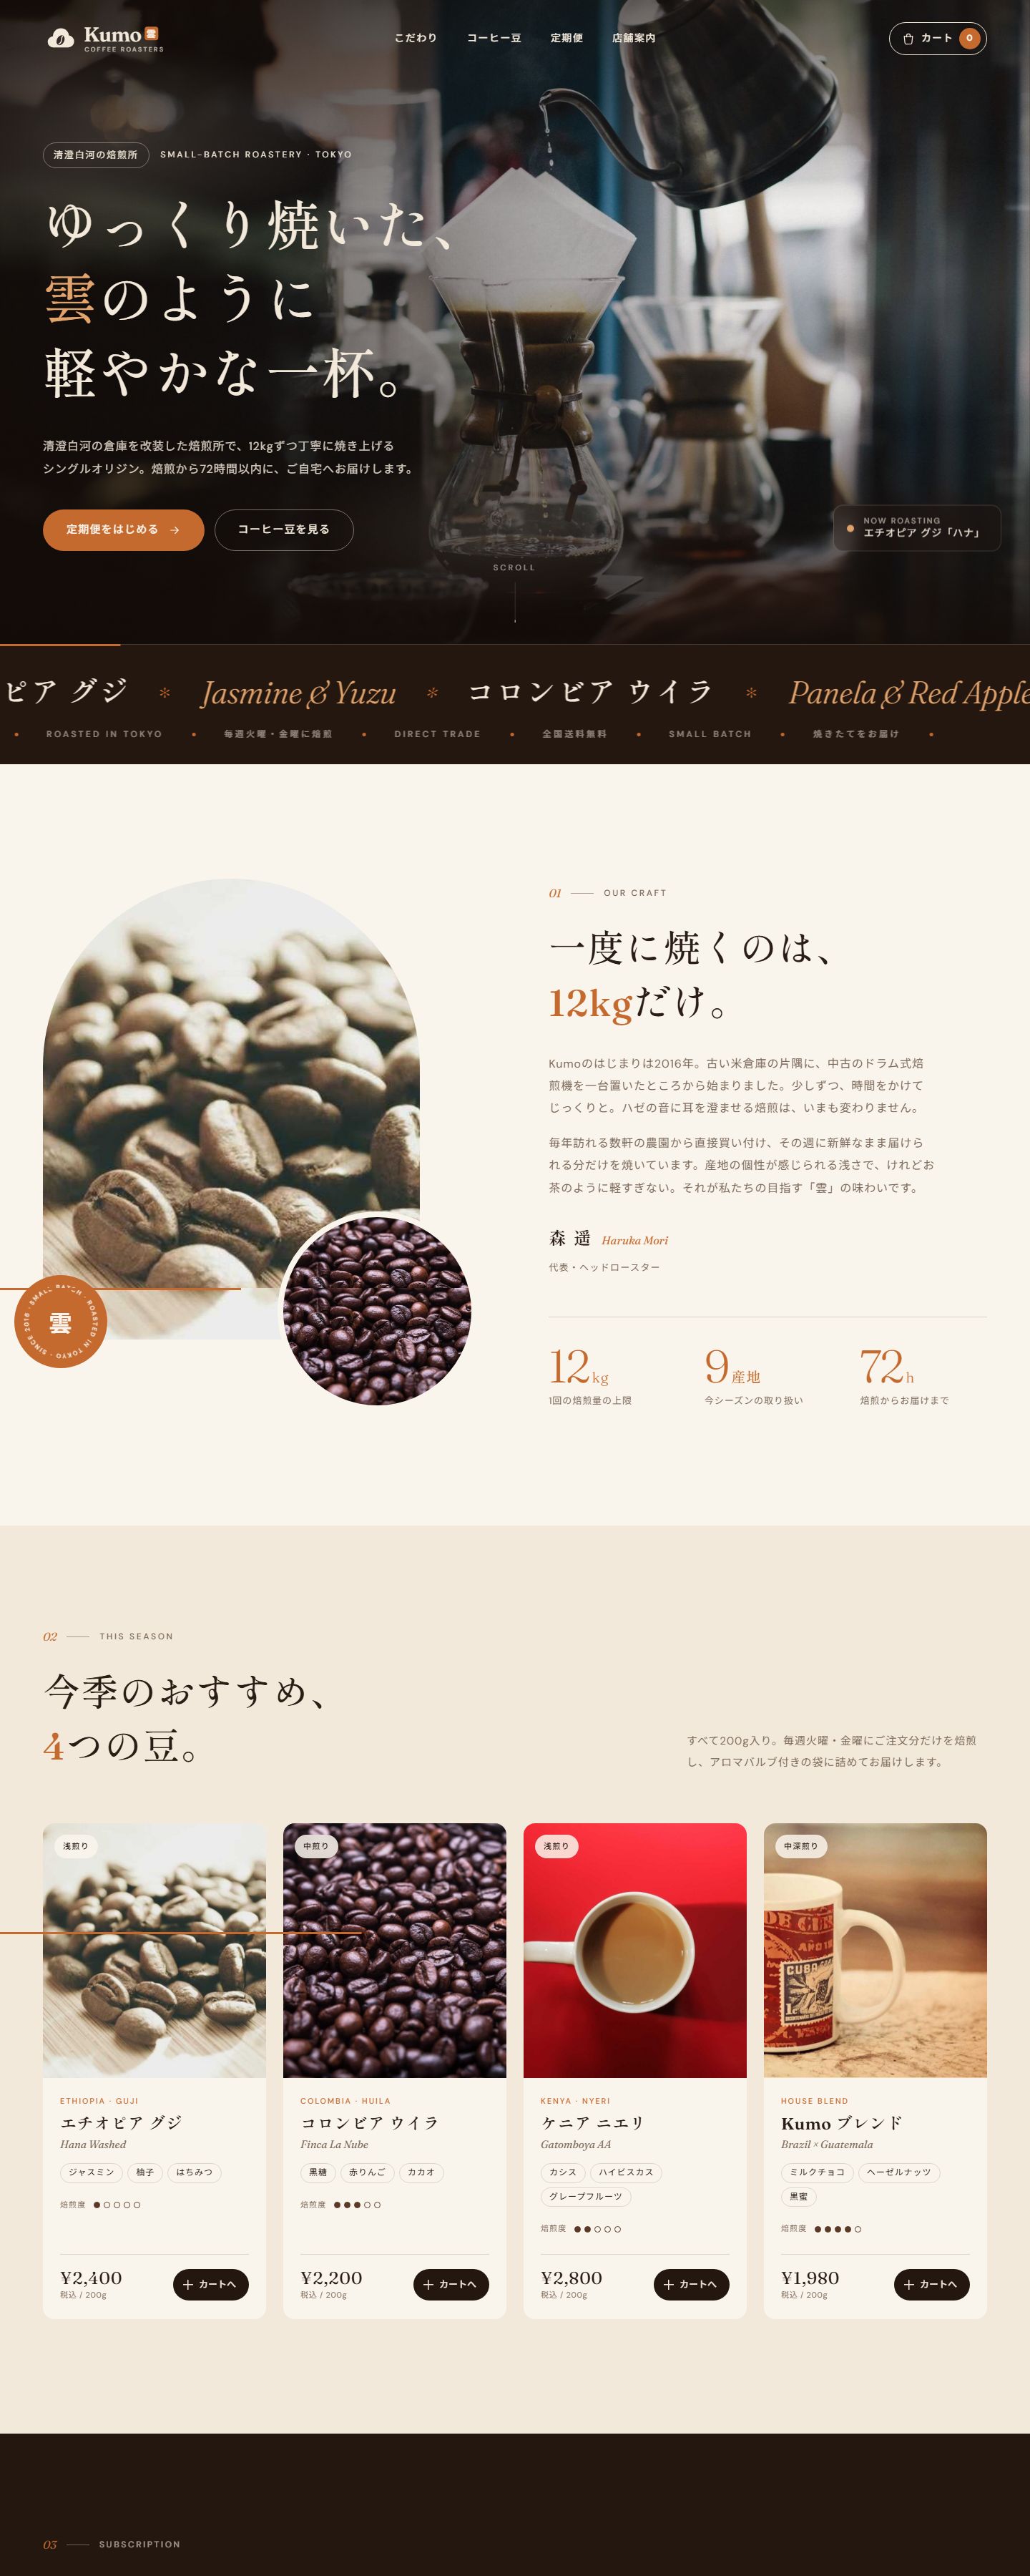 Kumo 雲
COFFEE ROASTERS
こだわり
コーヒー豆
定期便
店舗案内
カート 0
清澄白河の焙煎所
SMALL-BATCH ROASTERY · TOKYO
ゆっくり焼いた、
雲のように
軽やかな一杯。
清澄白河の倉庫を改装した焙煎所で、12kgずつ丁寧に焼き上げる
シングルオリジン。焙煎から72時間以内に、ご自宅へお届けします。
定期便をはじめる →
コーヒー豆を見る
NOW ROASTING
エチオピア グジ「ハナ」
SCROLL
ピア グジ * Jasmine & Yuzu * コロンビア ウイラ * Panela & Red Apple
ROASTED IN TOKYO • 毎週火曜・金曜に焙煎 • DIRECT TRADE • 全国送料無料 • SMALL BATCH • 焼きたてをお届け
01 OUR CRAFT
一度に焼くのは、
12kgだけ。
Kumoのはじまりは2016年。古い米倉庫の片隅に、中古のドラム式焙
煎機を一台置いたところから始まりました。少しずつ、時間をかけて
じっくりと。ハゼの音に耳を澄ませる焙煎は、いまも変わりません。
毎年訪れる数軒の農園から直接買い付け、その週に新鮮なまま届けら
れる分だけを焼いています。産地の個性が感じられる浅さで、けれどお
茶のように軽すぎない。それが私たちの目指す「雲」の味わいです。
森 遥 Haruka Mori
代表・ヘッドロースター
SMALL BATCH · ROASTED IN TOKYO · SINCE 2016 ·
雲
12kg
1回の焙煎量の上限
9産地
今シーズンの取り扱い
72h
焙煎からお届けまで
02 THIS SEASON
今季のおすすめ、
4つの豆。
すべて200g入り。毎週火曜・金曜にご注文分だけを焙煎
し、アロマバルブ付きの袋に詰めてお届けします。
浅煎り
ETHIOPIA · GUJI
エチオピア グジ
Hana Washed
ジャスミン 柚子 はちみつ
焙煎度
¥2,400
税込 / 200g
+ カートへ
中煎り
COLOMBIA · HUILA
コロンビア ウイラ
Finca La Nube
黒糖 赤りんご カカオ
焙煎度
¥2,200
税込 / 200g
+ カートへ
浅煎り
KENYA · NYERI
ケニア ニエリ
Gatomboya AA
カシス ハイビスカス
グレープフルーツ
焙煎度
¥2,800
税込 / 200g
+ カートへ
中深煎り
AÑO
CUBA
HOUSE BLEND
Kumo ブレンド
Brazil × Guatemala
ミルクチョコ ヘーゼルナッツ
黒蜜
焙煎度
¥1,980
税込 / 200g
+ カートへ
03 SUBSCRIPTION